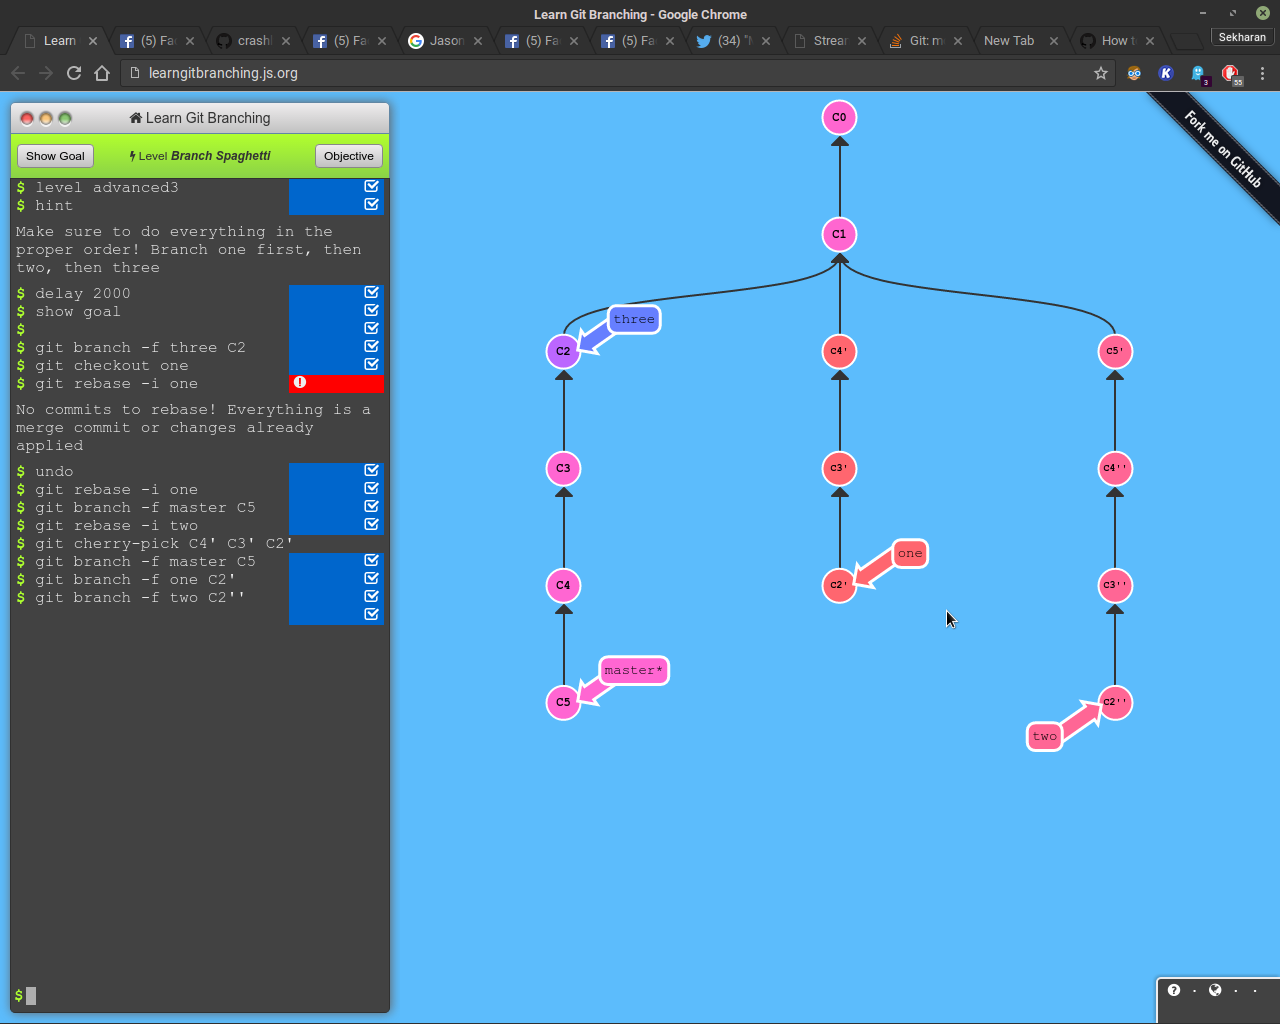 Learn Git Branching - Google Chrome
Learn
(5) Fa
crash
(5) Fa
Jason
(5) Fa
(5) Fa
(34) "
Strear
Git: m
New Tab
How t
Sekharan
learngitbranching.js.org
K
3
55
Learn Git Branching
Show Goal
Level Branch Spaghetti
Objective
$ level advanced3
$ hint
Make sure to do everything in the
proper order! Branch one first, then
two, then three
$ delay 2000
$ show goal
$
$ git branch -f three C2
$ git checkout one
$ git rebase -i one
No commits to rebase! Everything is a
merge commit or changes already
applied
$ undo
$ git rebase -i one
$ git branch -f master C5
$ git rebase -i two
$ git cherry-pick C4' C3' C2'
$ git branch -f master C5
$ git branch -f one C2'
$ git branch -f two C2''
$
C0
Fork me on GitHub
C1
three
C2
C4'
C5'
C3
C3'
C4''
one
C4
C2'
C3''
master*
C5
C2''
two